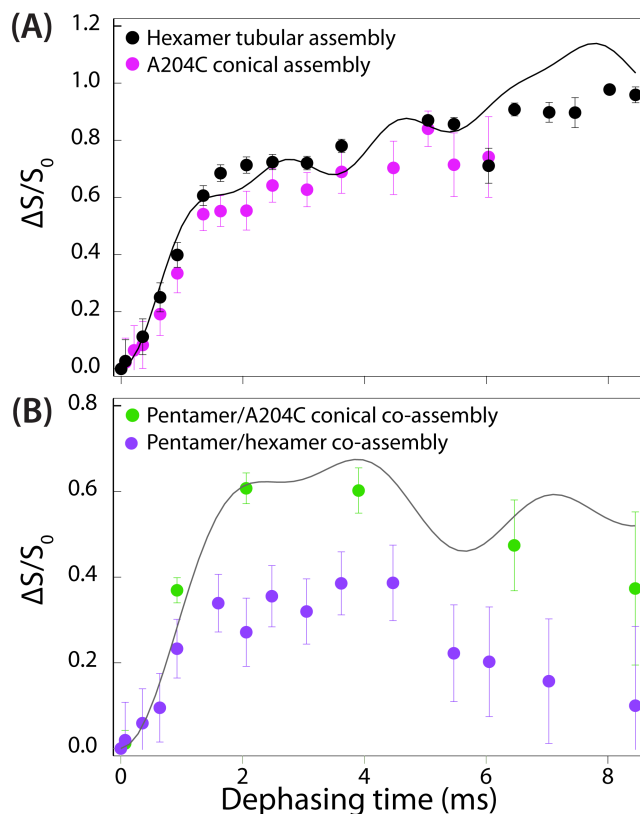 (A)
Hexamer tubular assembly
A204C conical assembly
1.2
1.0
0.8
0.6
0.4
0.2
0.0
ΔS/S₀
(B)
Pentamer/A204C conical co-assembly
Pentamer/hexamer co-assembly
0.8
0.6
0.4
0.2
0.0
ΔS/S₀
0 2 4 6 8
Dephasing time (ms)